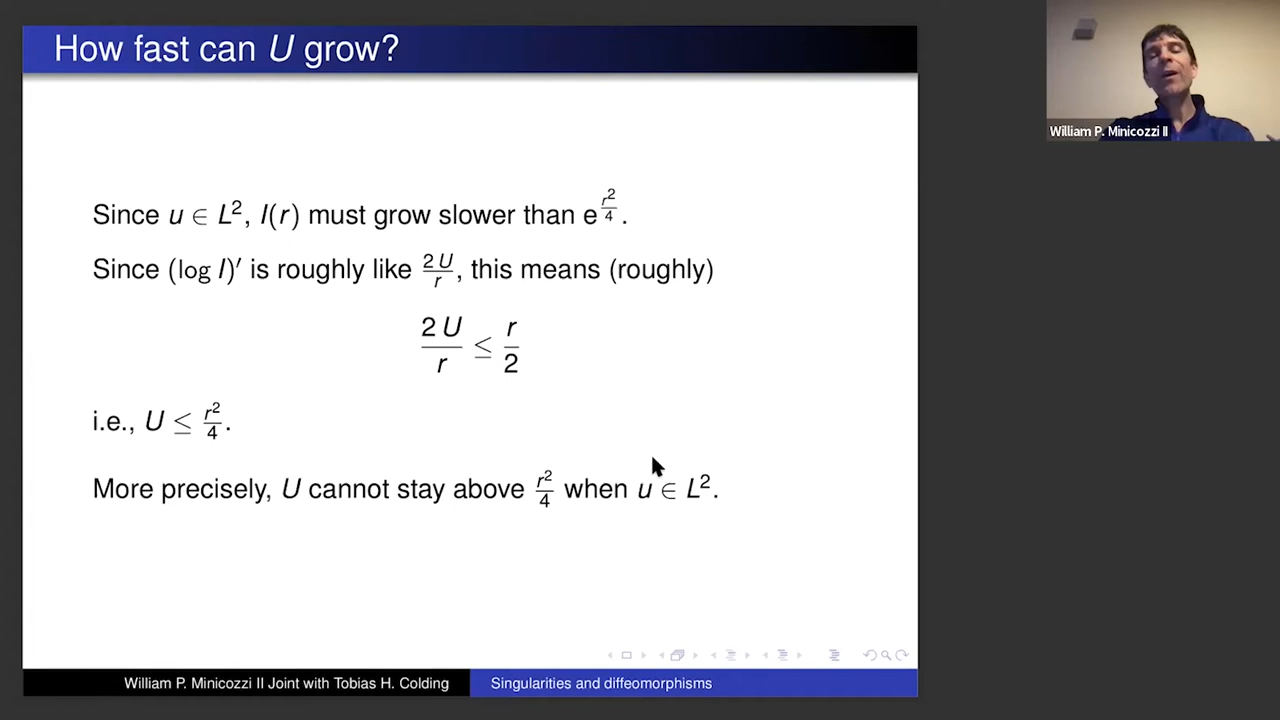 How fast can U grow?
William P. Minicozzi II
Since u ∈ L², I(r) must grow slower than e^{r²/4}.
Since (log I)′ is roughly like 2U/r, this means (roughly)
2U/r ≤ r/2
i.e., U ≤ r²/4.
More precisely, U cannot stay above r²/4 when u ∈ L².
William P. Minicozzi II Joint with Tobias H. Colding Singularities and diffeomorphisms